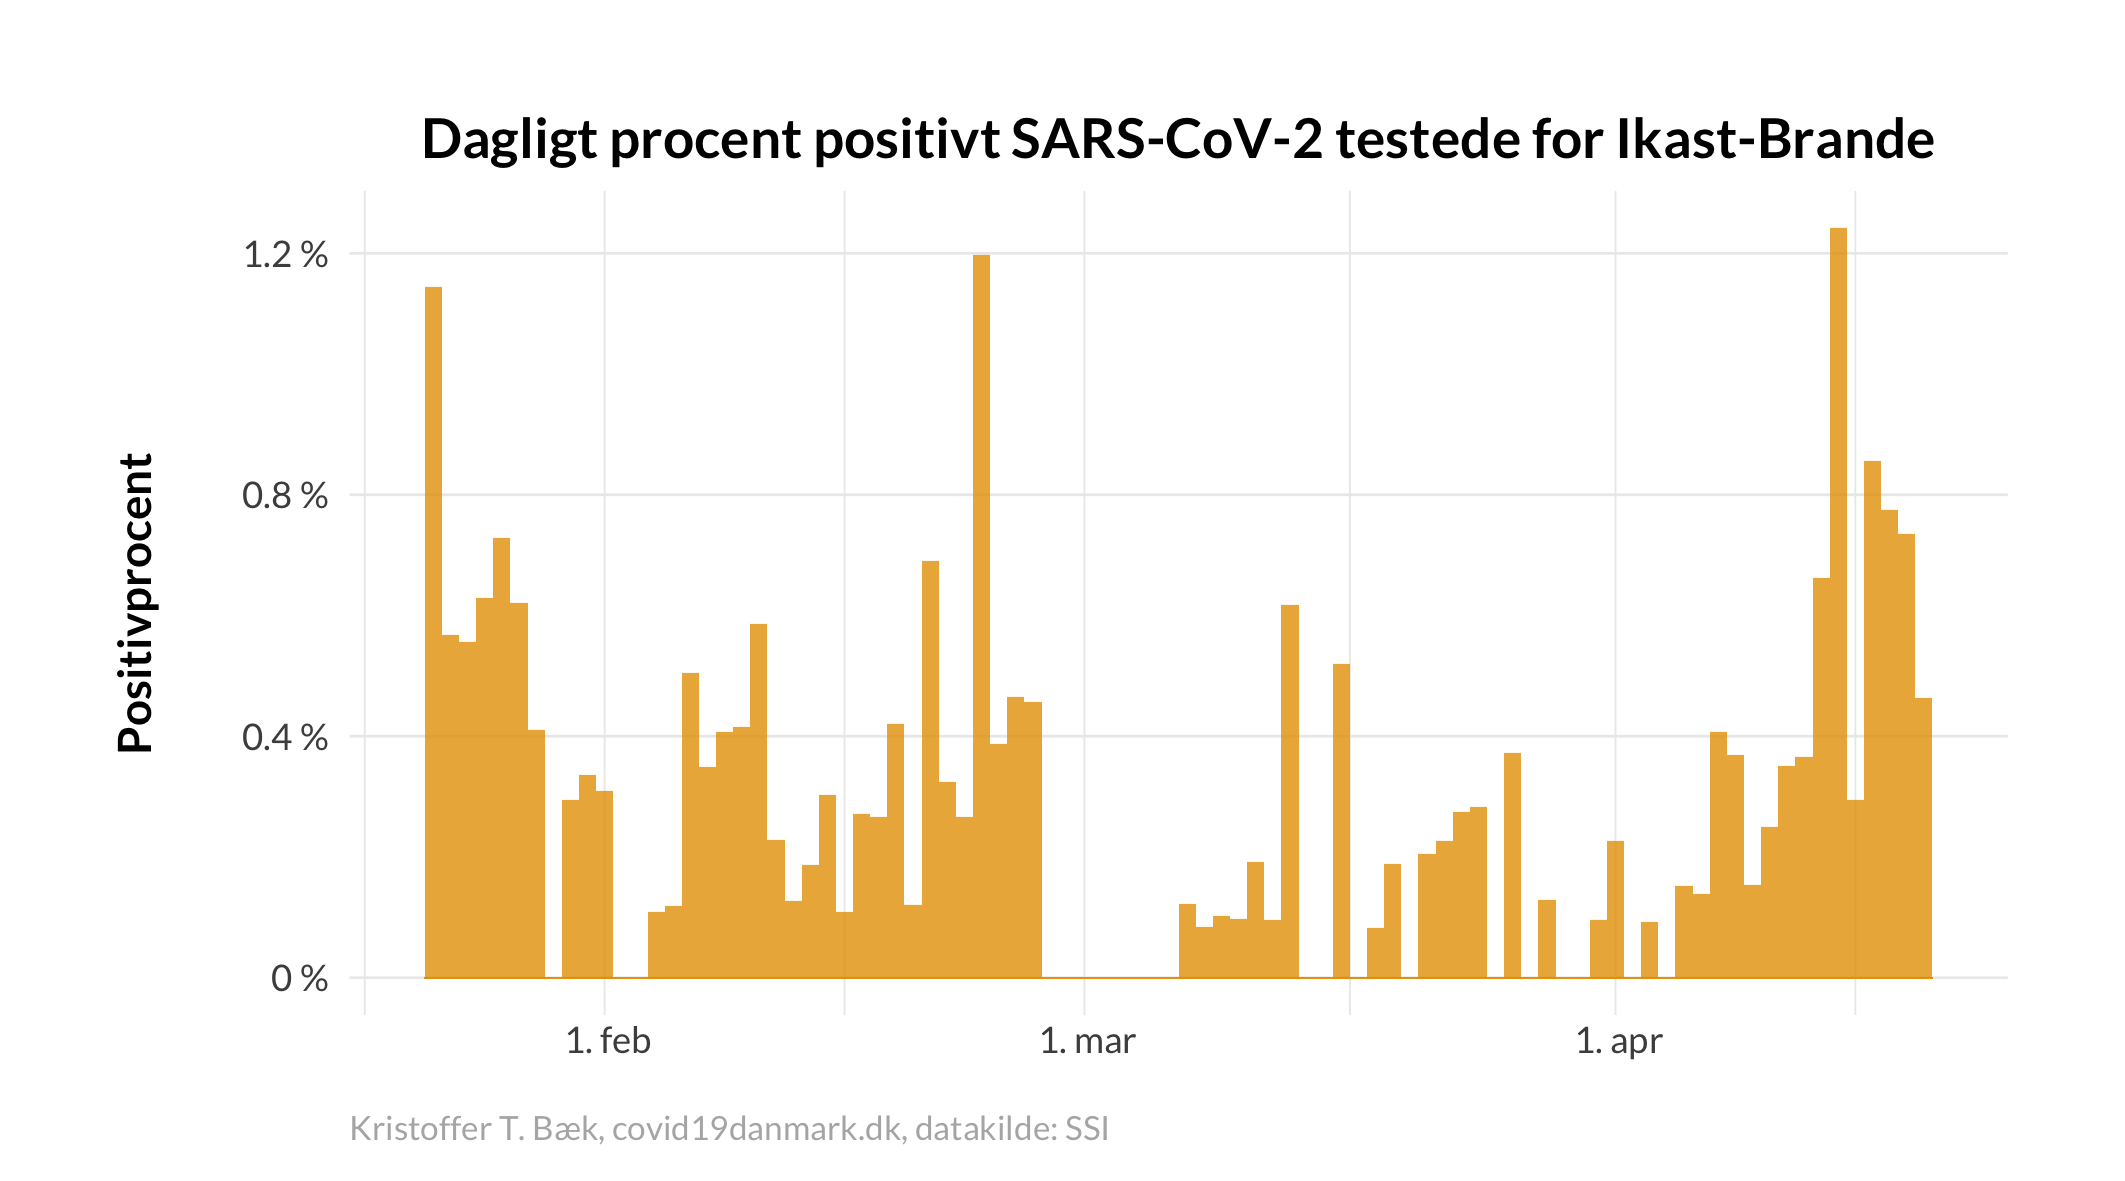 Dagligt procent positivt SARS-CoV-2 testede for Ikast-Brande
Positivprocent
1.2 %
0.8 %
0.4 %
0 %
1. feb
1. mar
1. apr
Kristoffer T. Bæk, covid19danmark.dk, datakilde: SSI